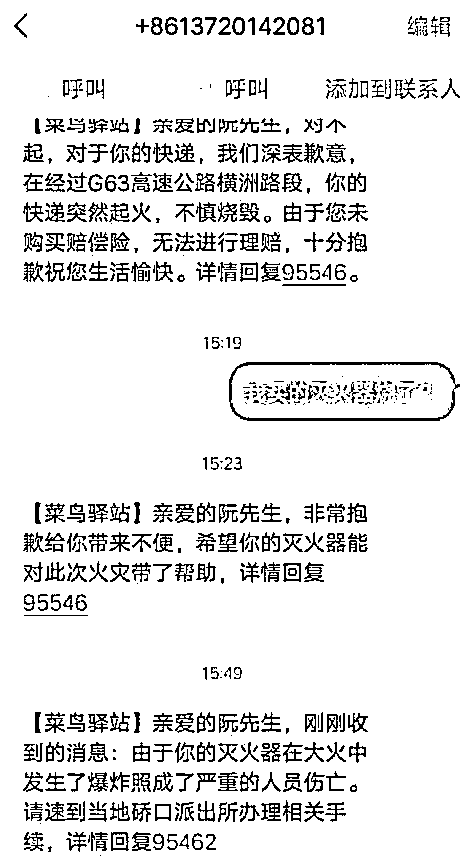 +8613720142081 编辑
呼叫 呼叫 添加到联系人
【菜鸟驿站】亲爱的阮先生，对不
起，对于你的快递，我们深表歉意，
在经过G63高速公路横洲路段，你的
快递突然起火，不慎烧毁。由于您未
购买赔偿险，无法进行理赔，十分抱
歉祝您生活愉快。详情回复95546。
15:19
我买的灭火器烧了
15:23
【菜鸟驿站】亲爱的阮先生，非常抱
歉给你带来不便，希望你的灭火器能
对此次火灾带了帮助，详情回复
95546
15:49
【菜鸟驿站】亲爱的阮先生，刚刚收
到的消息：由于你的灭火器在大火中
发生了爆炸照成了严重的人员伤亡。
请速到当地硚口派出所办理相关手
续，详情回复95462